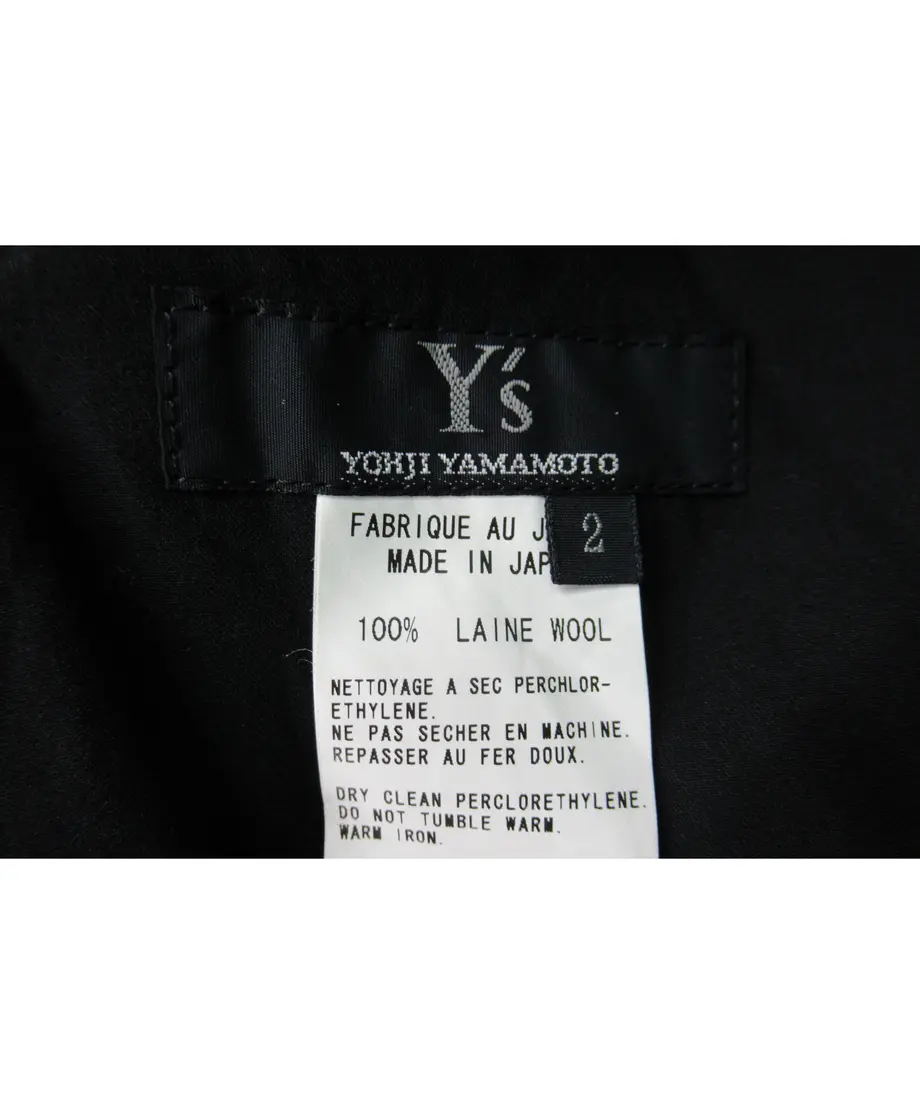 Y's
YOHJI YAMAMOTO
2
FABRIQUE AU J
MADE IN JAP
100% LAINE WOOL
NETTOYAGE A SEC PERCHLOR-
ETHYLENE.
NE PAS SECHER EN MACHINE.
REPASSER AU FER DOUX.
DRY CLEAN PERCLORETHYLENE.
DO NOT TUMBLE WARM.
WARM IRON.